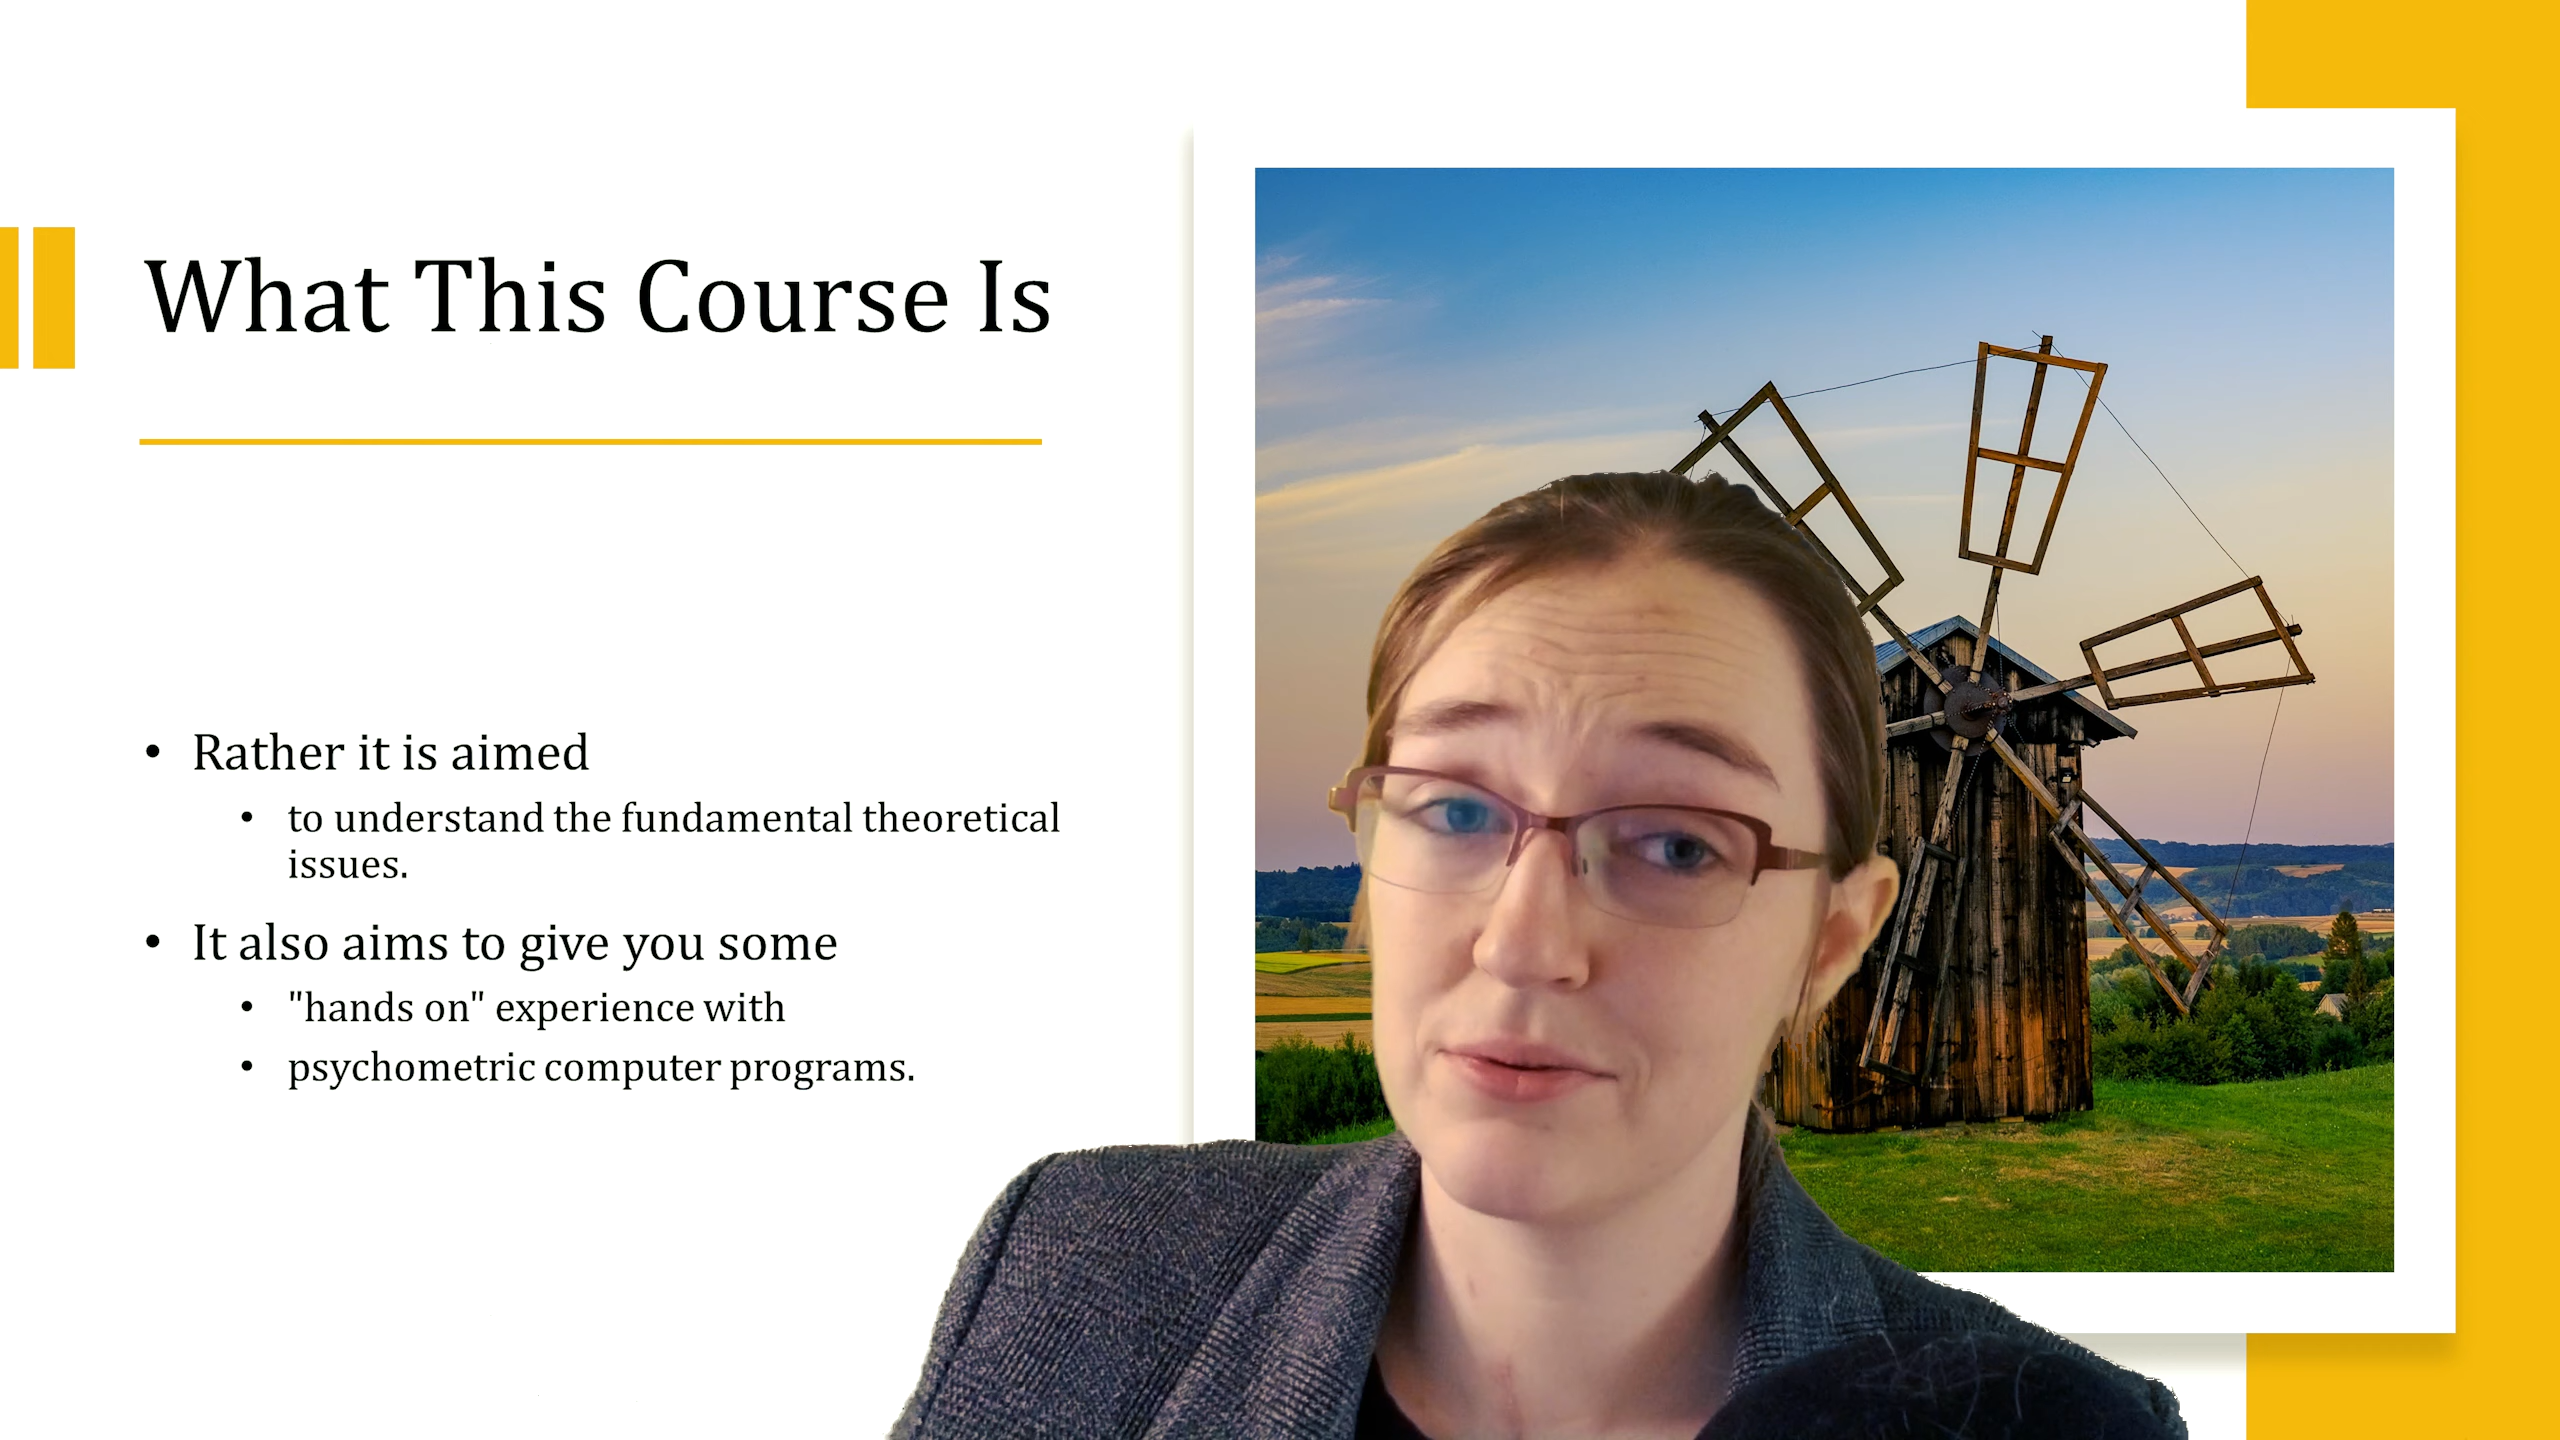 What This Course Is
• Rather it is aimed
• to understand the fundamental theoretical
issues.
• It also aims to give you some
• "hands on" experience with
• psychometric computer programs.